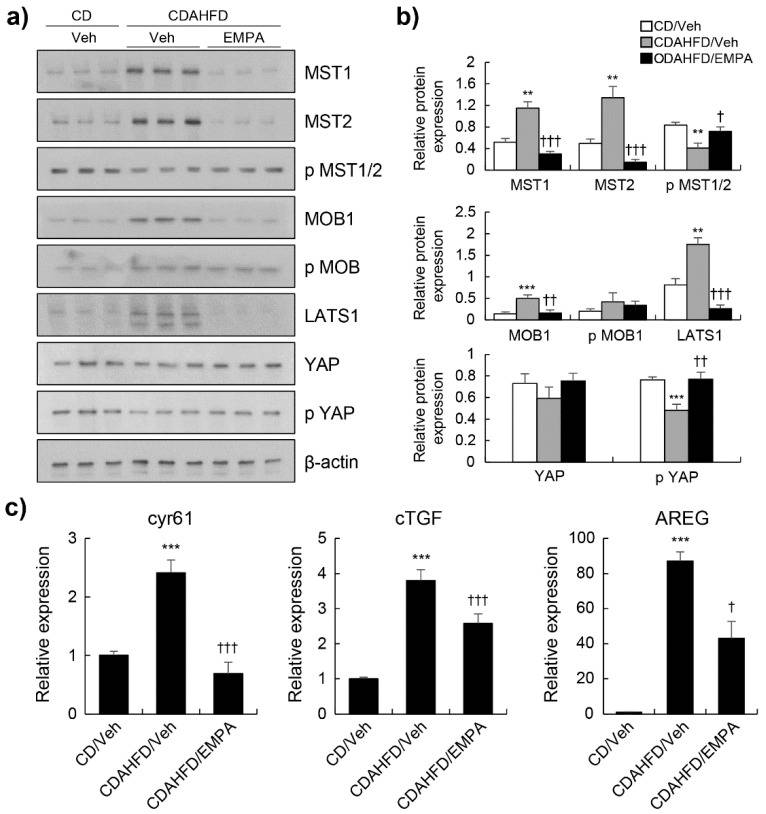 a)
CD CDAHFD
Veh Veh EMPA
MST1
MST2
p MST1/2
MOB1
p MOB
LATS1
YAP
p YAP
β-actin
b)
CD/Veh
CDAHFD/Veh
ODAHFD/EMPA
Relative protein
expression
2
1.6
1.2
0.8
0.4
0
** ††† ** ††† ** †
MST1 MST2 p MST1/2
Relative protein
expression
2.5
2
1.5
1
0.5
0
*** †† ** †††
MOB1 p MOB1 LATS1
Relative protein
expression
1
0.8
0.6
0.4
0.2
0
*** ††
YAP p YAP
c)
cyr61
Relative expression
3
2
1
0
*** †††
CD/Veh CDAHFD/Veh CDAHFD/EMPA
cTGF
Relative expression
5
4
3
2
1
0
*** †††
CD/Veh CDAHFD/Veh CDAHFD/EMPA
AREG
Relative expression
100
80
60
40
20
0
*** †
CD/Veh CDAHFD/Veh CDAHFD/EMPA